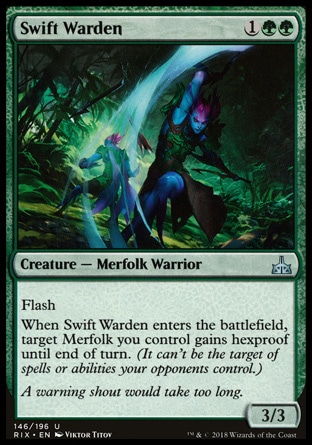 Swift Warden 1
Creature — Merfolk Warrior
Flash
When Swift Warden enters the battlefield,
target Merfolk you control gains hexproof
until end of turn. (It can't be the target of
spells or abilities your opponents control.)
A warning shout would take too long.
3/3
146/196 U
RIX • EN Viktor Titov
™ & © 2018 Wizards of the Coast